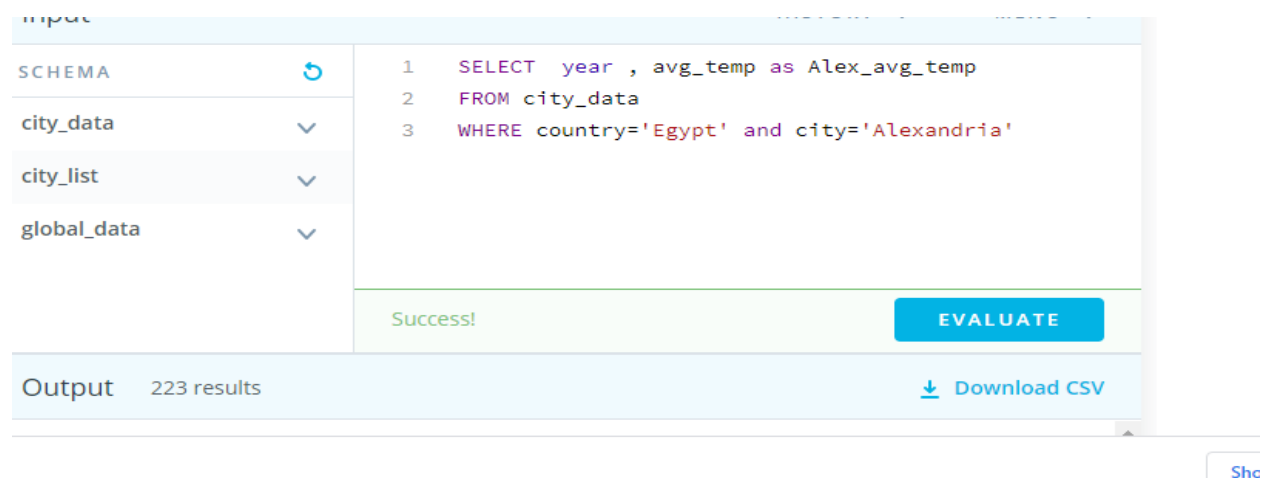 Input
SCHEMA
1 SELECT  year , avg_temp as Alex_avg_temp
2 FROM city_data
3 WHERE country='Egypt' and city='Alexandria'
city_data
city_list
global_data
Success!
EVALUATE
Output 223 results
Download CSV